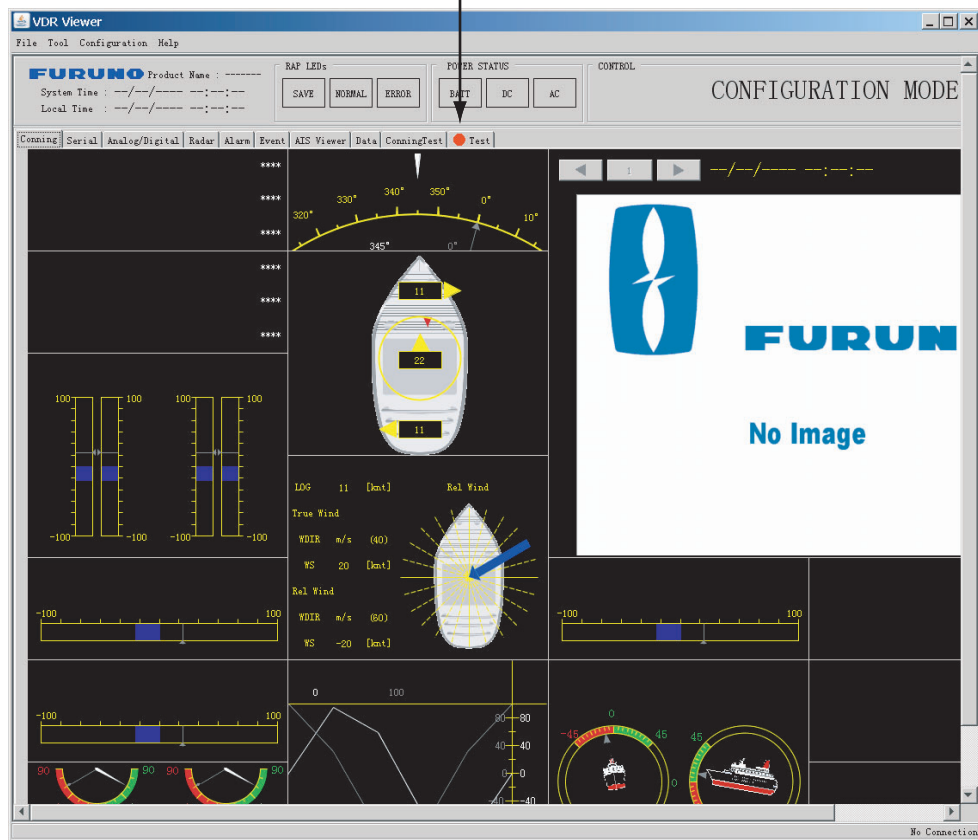 VDR Viewer
File Tool Configuration Help
FURUNO Product Name : -------
System Time : --/--/---- --:--:--
Local Time : --/--/---- --:--:--
RAP LEDs
SAVE NORMAL ERROR
POWER STATUS
BATT DC AC
CONTROL
CONFIGURATION MODE
Conning Serial Analog/Digital Radar Alarm Event AIS Viewer Data ConningTest Test
****
****
****
****
****
****
320° 330° 340° 350° 0° 10°
345° 0°
11
22
11
1 --/--/---- --:--:--
FURUN
No Image
100 100 100 100
-100 -100 -100 -100
LOG 11 [knt] Rel Wind
True Wind
WDIR m/s (40)
WS 20 [knt]
Rel Wind
WDIR m/s (60)
WS -20 [knt]
-100 100
-100 100
-100 100
90 90 90 90
0 100
80 80
40 40
0 0
-40 -40
-45 0 45
45 0
No Connection